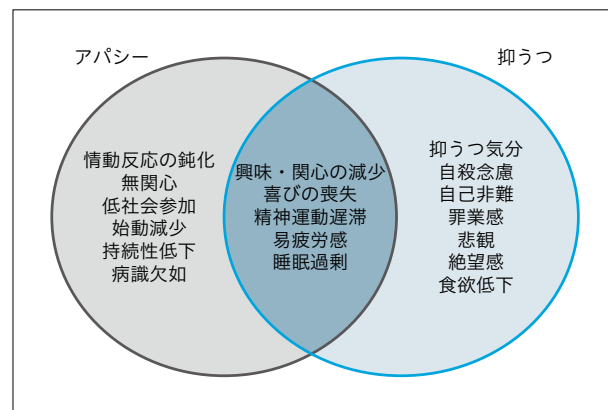 アパシー
抑うつ
情動反応の鈍化
無関心
低社会参加
始動減少
持続性低下
病識欠如
興味・関心の減少
喜びの喪失
精神運動遅滞
易疲労感
睡眠過剰
抑うつ気分
自殺念慮
自己非難
罪業感
悲観
絶望感
食欲低下